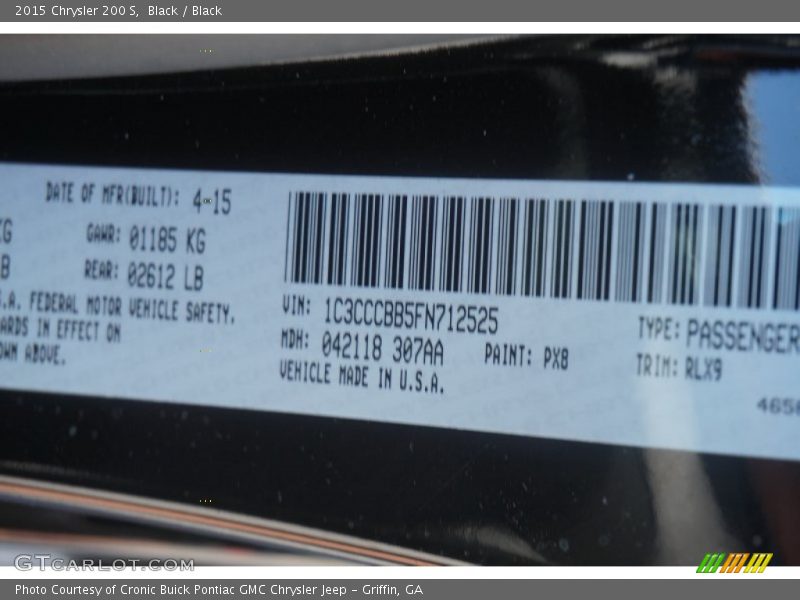 2015 Chrysler 200 S,  Black / Black
DATE OF MFR(BUILT): 4-15
GAWR: 01185 KG
REAR: 02612 LB
.A. FEDERAL MOTOR VEHICLE SAFETY.
ARDS IN EFFECT ON
OWN ABOVE.
VIN: 1C3CCCBB5FN712525
MDH: 042118 307AA
PAINT: PX8
VEHICLE MADE IN U.S.A.
TYPE: PASSENGER
TRIM: RLX9
4658
GTCARLOT.COM
Photo Courtesy of Cronic Buick Pontiac GMC Chrysler Jeep - Griffin, GA